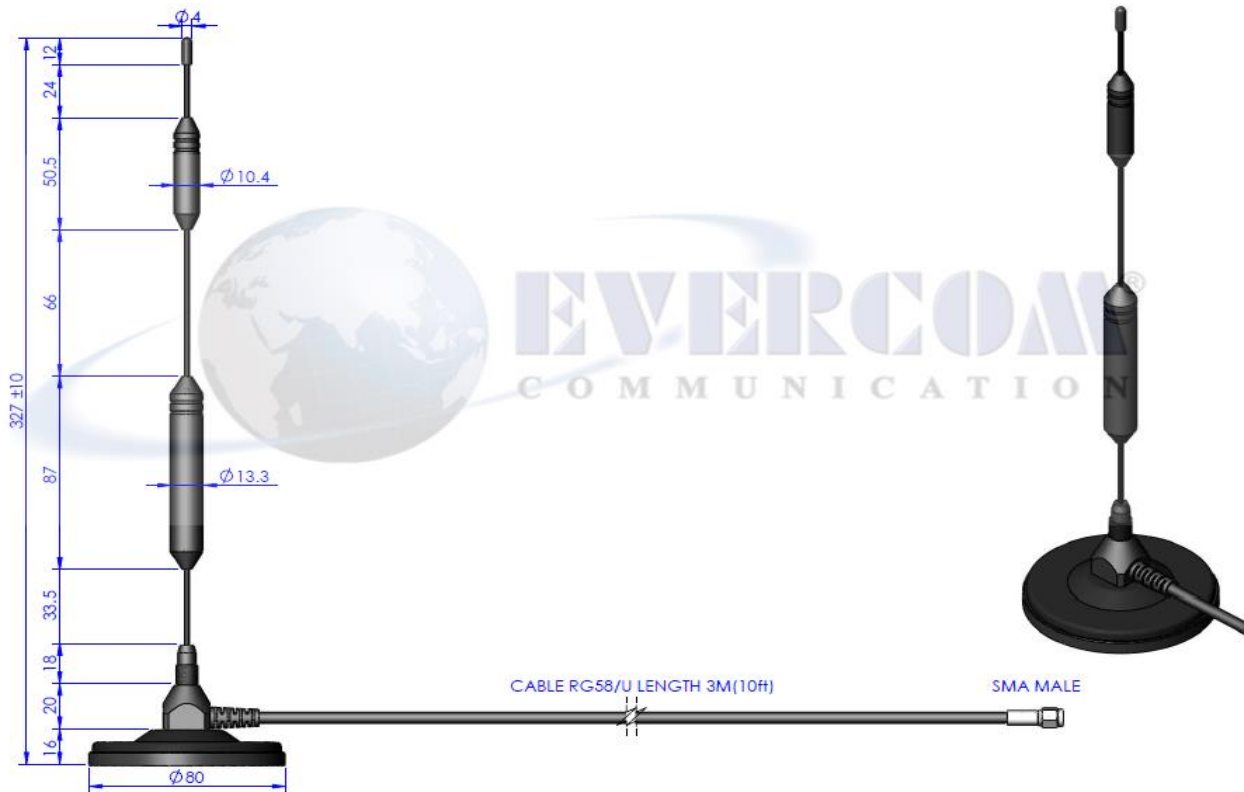 Ø4
12
24
50.5
Ø10.4
66
327 ±10
87
Ø13.3
33.5
18
20
16
Ø80
CABLE RG58/U LENGTH 3M(10ft)
SMA MALE
EVERCOM®
COMMUNICATION